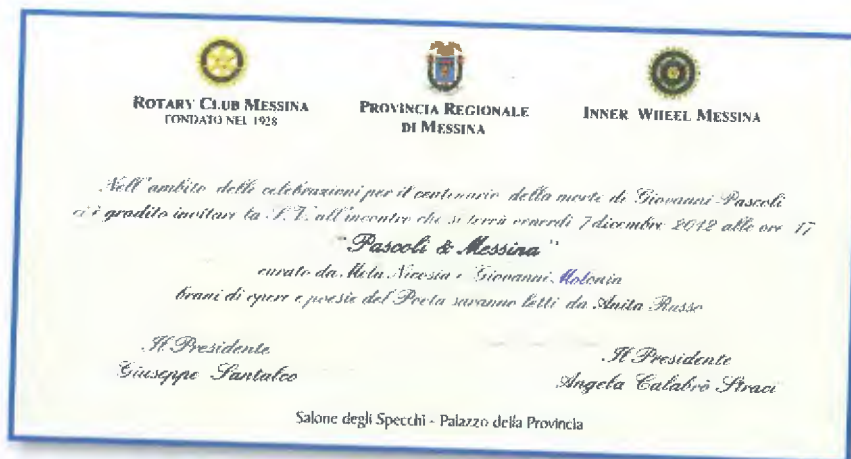 ROTARY CLUB MESSINA
FONDATO NEL 1928
PROVINCIA REGIONALE
DI MESSINA
INNER WHEEL MESSINA
Nell'ambito delle celebrazioni per il centenario della morte di Giovanni Pascoli
ci è gradito invitare la S.V. all'incontro che si terrà venerdì 7 dicembre 2012 alle ore 17
"Pascoli & Messina"
curato da Mela Nicosia e Giovanni Molonia
brani di opere e poesie del Poeta saranno letti da Anita Russo
Il Presidente
Giuseppe Santalco
Il Presidente
Angela Calabrò Straci
Salone degli Specchi - Palazzo della Provincia